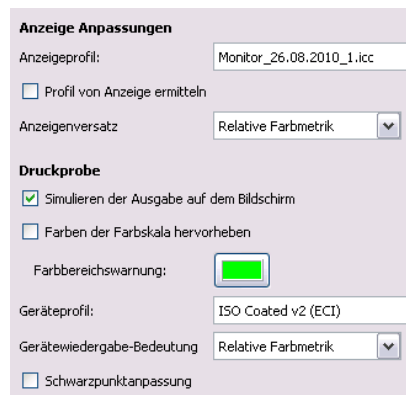 Anzeige Anpassungen
Anzeigeprofil: Monitor_26.08.2010_1.icc
Profil von Anzeige ermitteln
Anzeigenversatz Relative Farbmetrik
Druckprobe
Simulieren der Ausgabe auf dem Bildschirm
Farben der Farbskala hervorheben
Farbbereichswarnung:
Geräteprofil: ISO Coated v2 (ECI)
Gerätewiedergabe-Bedeutung Relative Farbmetrik
Schwarzpunktanpassung